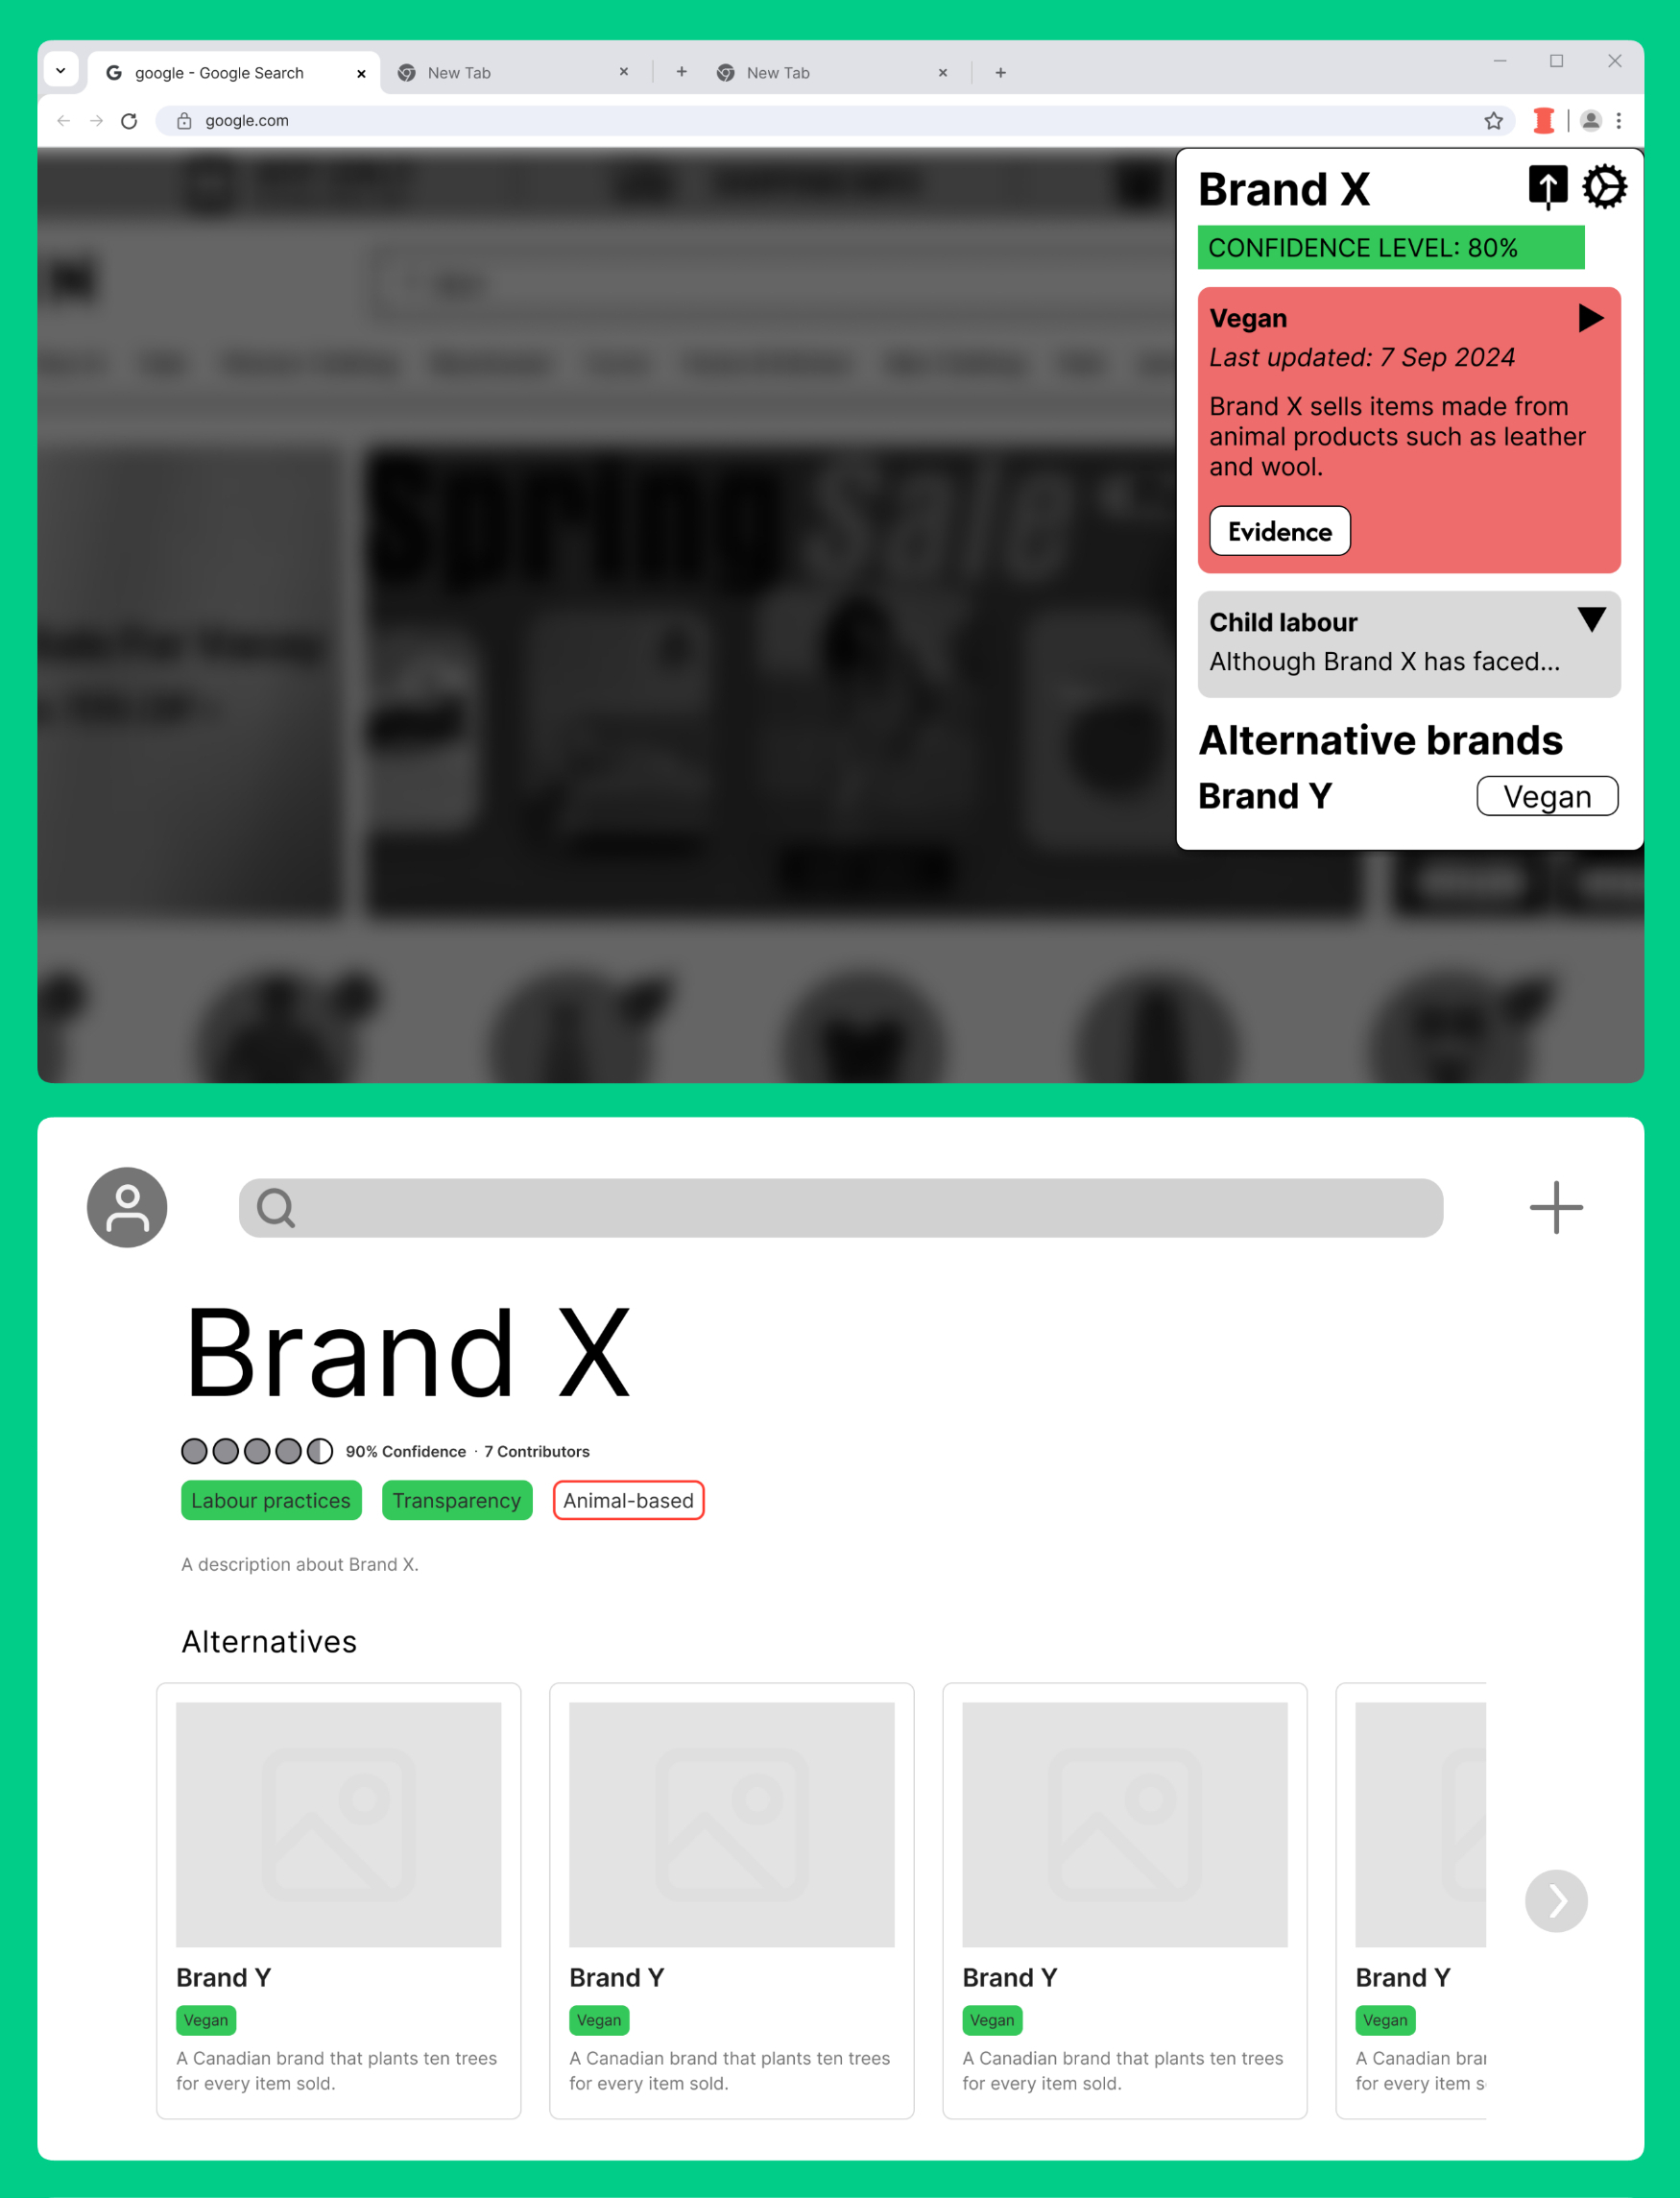 google - Google Search
New Tab
New Tab
google.com
Brand X
CONFIDENCE LEVEL: 80%
Vegan
Last updated: 7 Sep 2024
Brand X sells items made from
animal products such as leather
and wool.
Evidence
Child labour
Although Brand X has faced...
Alternative brands
Brand Y
Vegan
Spring Sale
Brand X
90% Confidence · 7 Contributors
Labour practices
Transparency
Animal-based
A description about Brand X.
Alternatives
Brand Y
Vegan
A Canadian brand that plants ten trees
for every item sold.
Brand Y
Vegan
A Canadian brand that plants ten trees
for every item sold.
Brand Y
Vegan
A Canadian brand that plants ten trees
for every item sold.
Brand Y
Vegan
A Canadian bra
for every item s